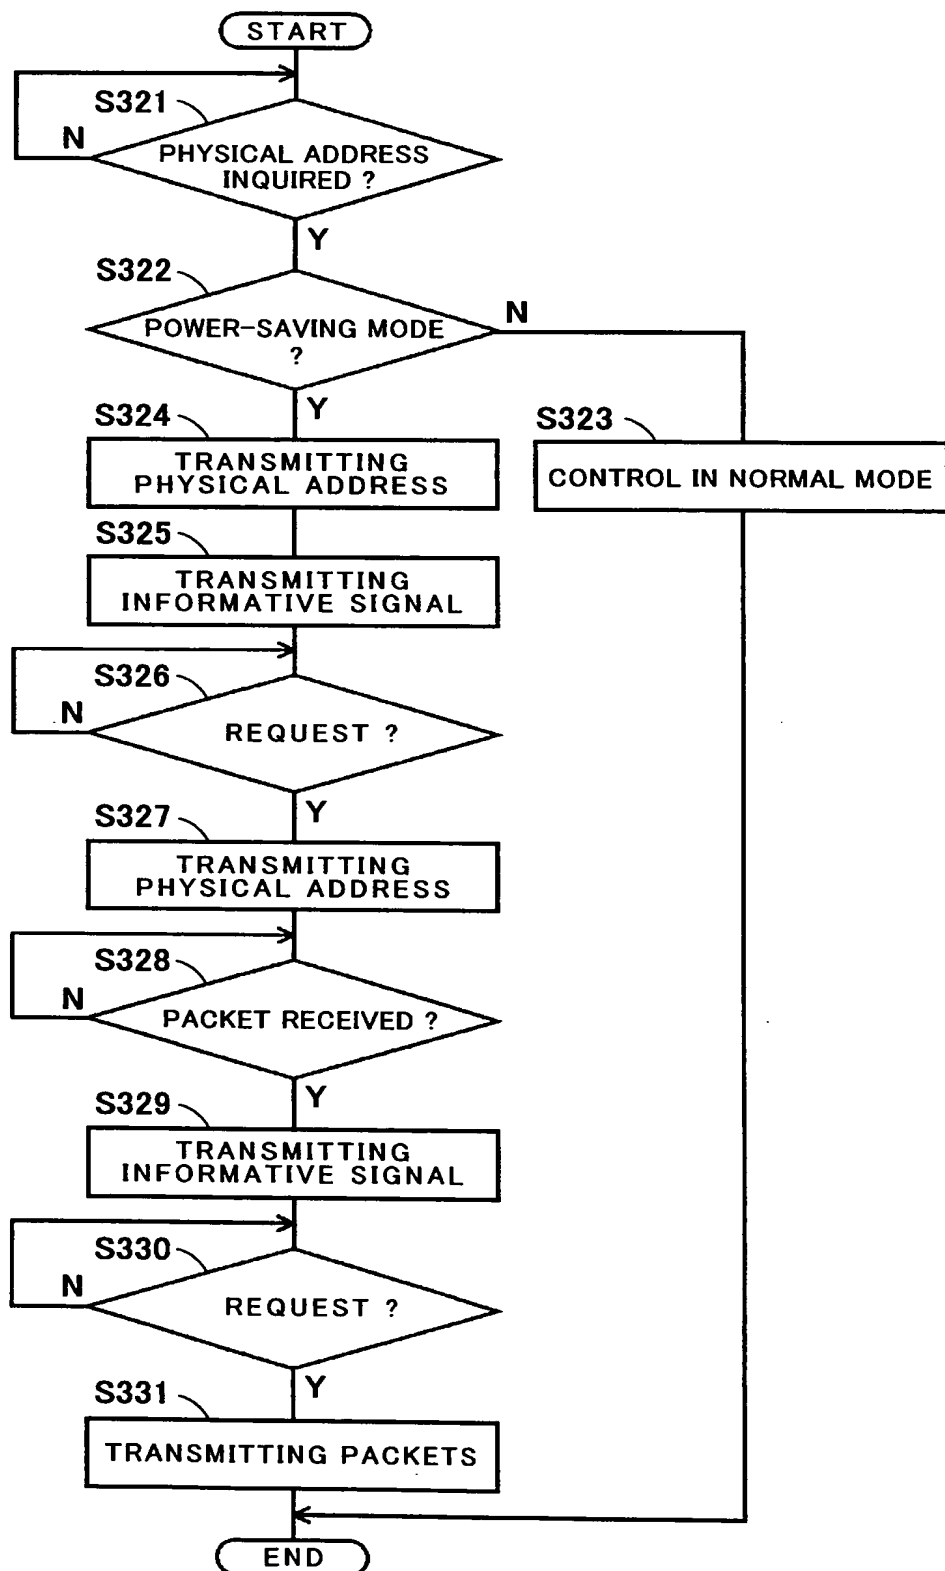 START
S321
N
PHYSICAL ADDRESS
INQUIRED ?
Y
S322
N
POWER-SAVING MODE
?
Y
S324
TRANSMITTING
PHYSICAL ADDRESS
S323
CONTROL IN NORMAL MODE
S325
TRANSMITTING
INFORMATIVE SIGNAL
S326
N
REQUEST ?
Y
S327
TRANSMITTING
PHYSICAL ADDRESS
S328
N
PACKET RECEIVED ?
Y
S329
TRANSMITTING
INFORMATIVE SIGNAL
S330
N
REQUEST ?
Y
S331
TRANSMITTING PACKETS
END